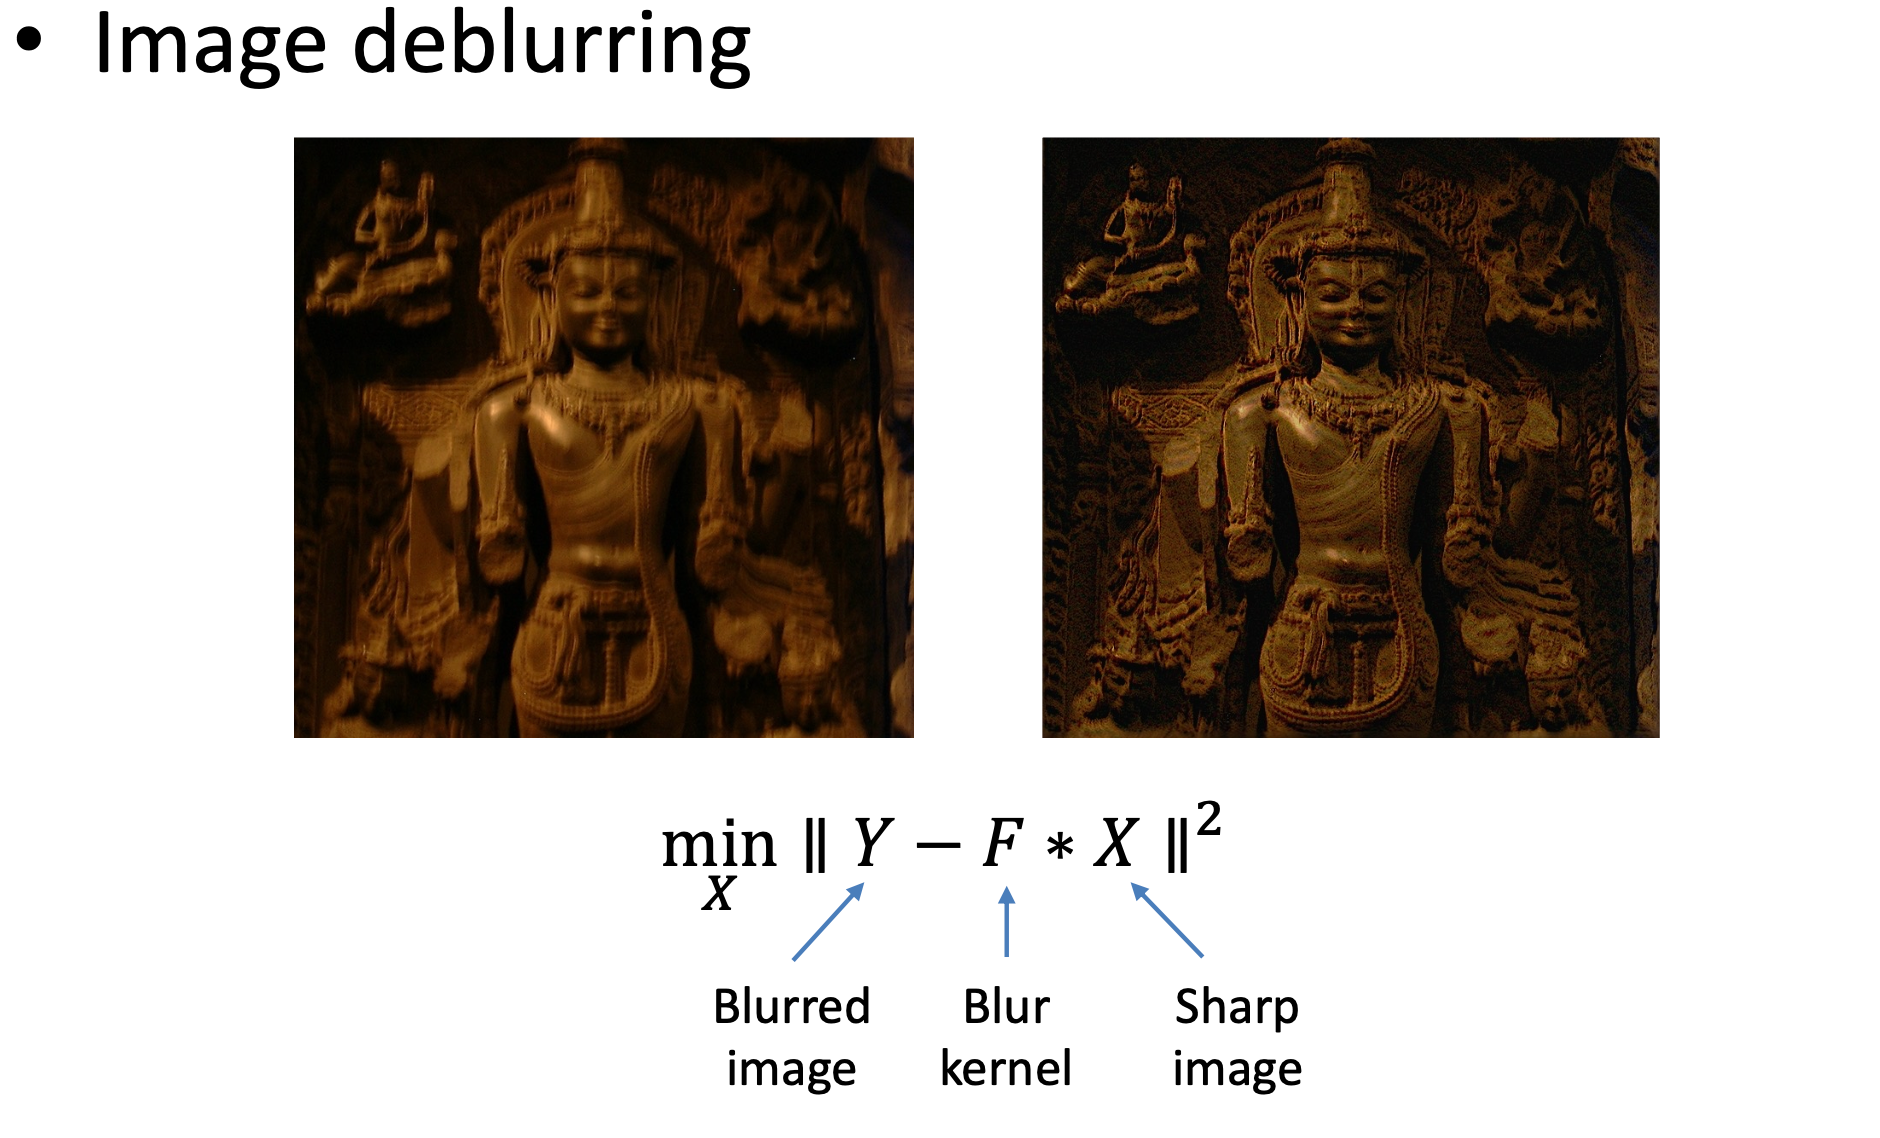 • Image deblurring
min ‖ Y − F ∗ X ‖²
X
Blurred image
Blur kernel
Sharp image